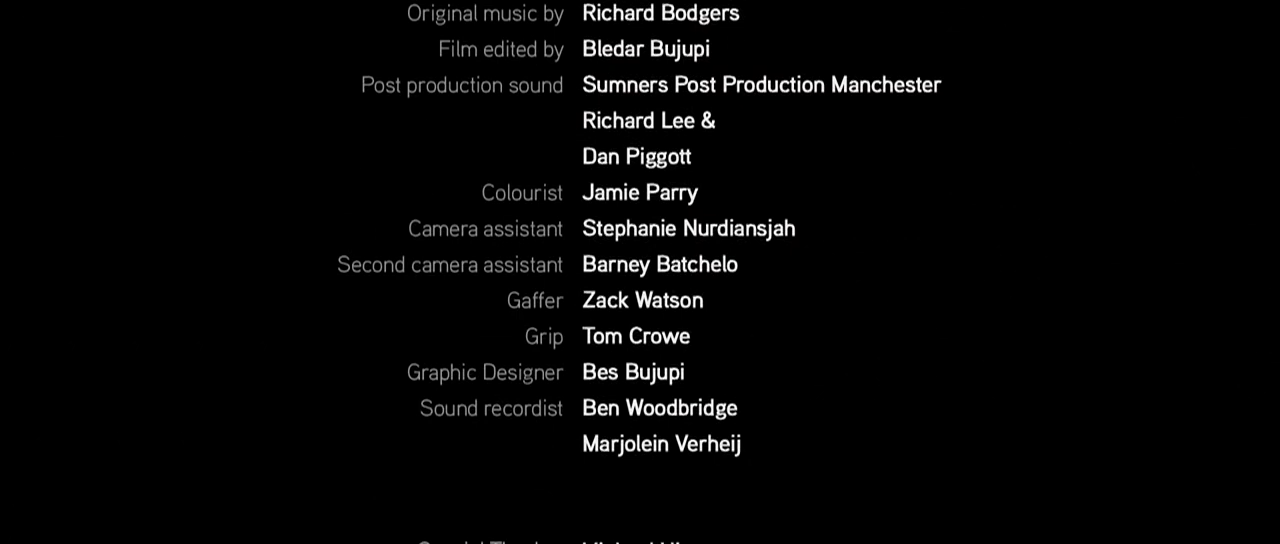 Original music by Richard Bodgers
Film edited by Bledar Bujupi
Post production sound Sumners Post Production Manchester
Richard Lee &
Dan Piggott
Colourist Jamie Parry
Camera assistant Stephanie Nurdiansjah
Second camera assistant Barney Batchelo
Gaffer Zack Watson
Grip Tom Crowe
Graphic Designer Bes Bujupi
Sound recordist Ben Woodbridge
Marjolein Verheij